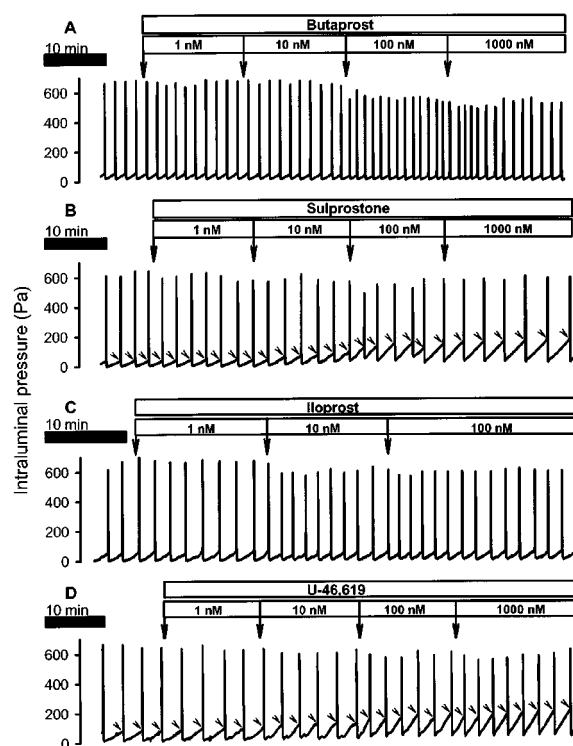 A
Butaprost
10 min
1 nM 10 nM 100 nM 1000 nM
600
400
200
0
B
Sulprostone
10 min
1 nM 10 nM 100 nM 1000 nM
600
400
200
0
Intraluminal pressure (Pa)
C
Iloprost
10 min
1 nM 10 nM 100 nM
600
400
200
0
D
U-46,619
10 min
1 nM 10 nM 100 nM 1000 nM
600
400
200
0